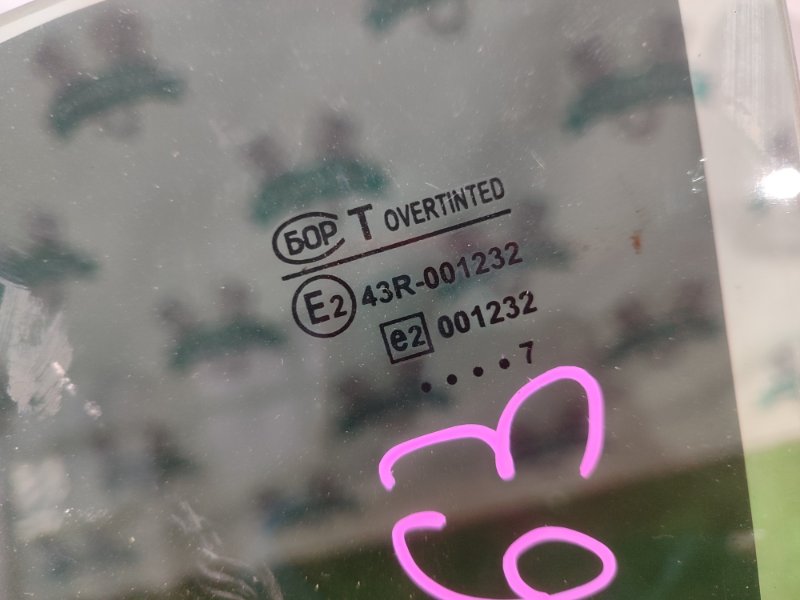 БОР T OVERTINTED
E2 43R-001232
e2 001232
• • • • 7